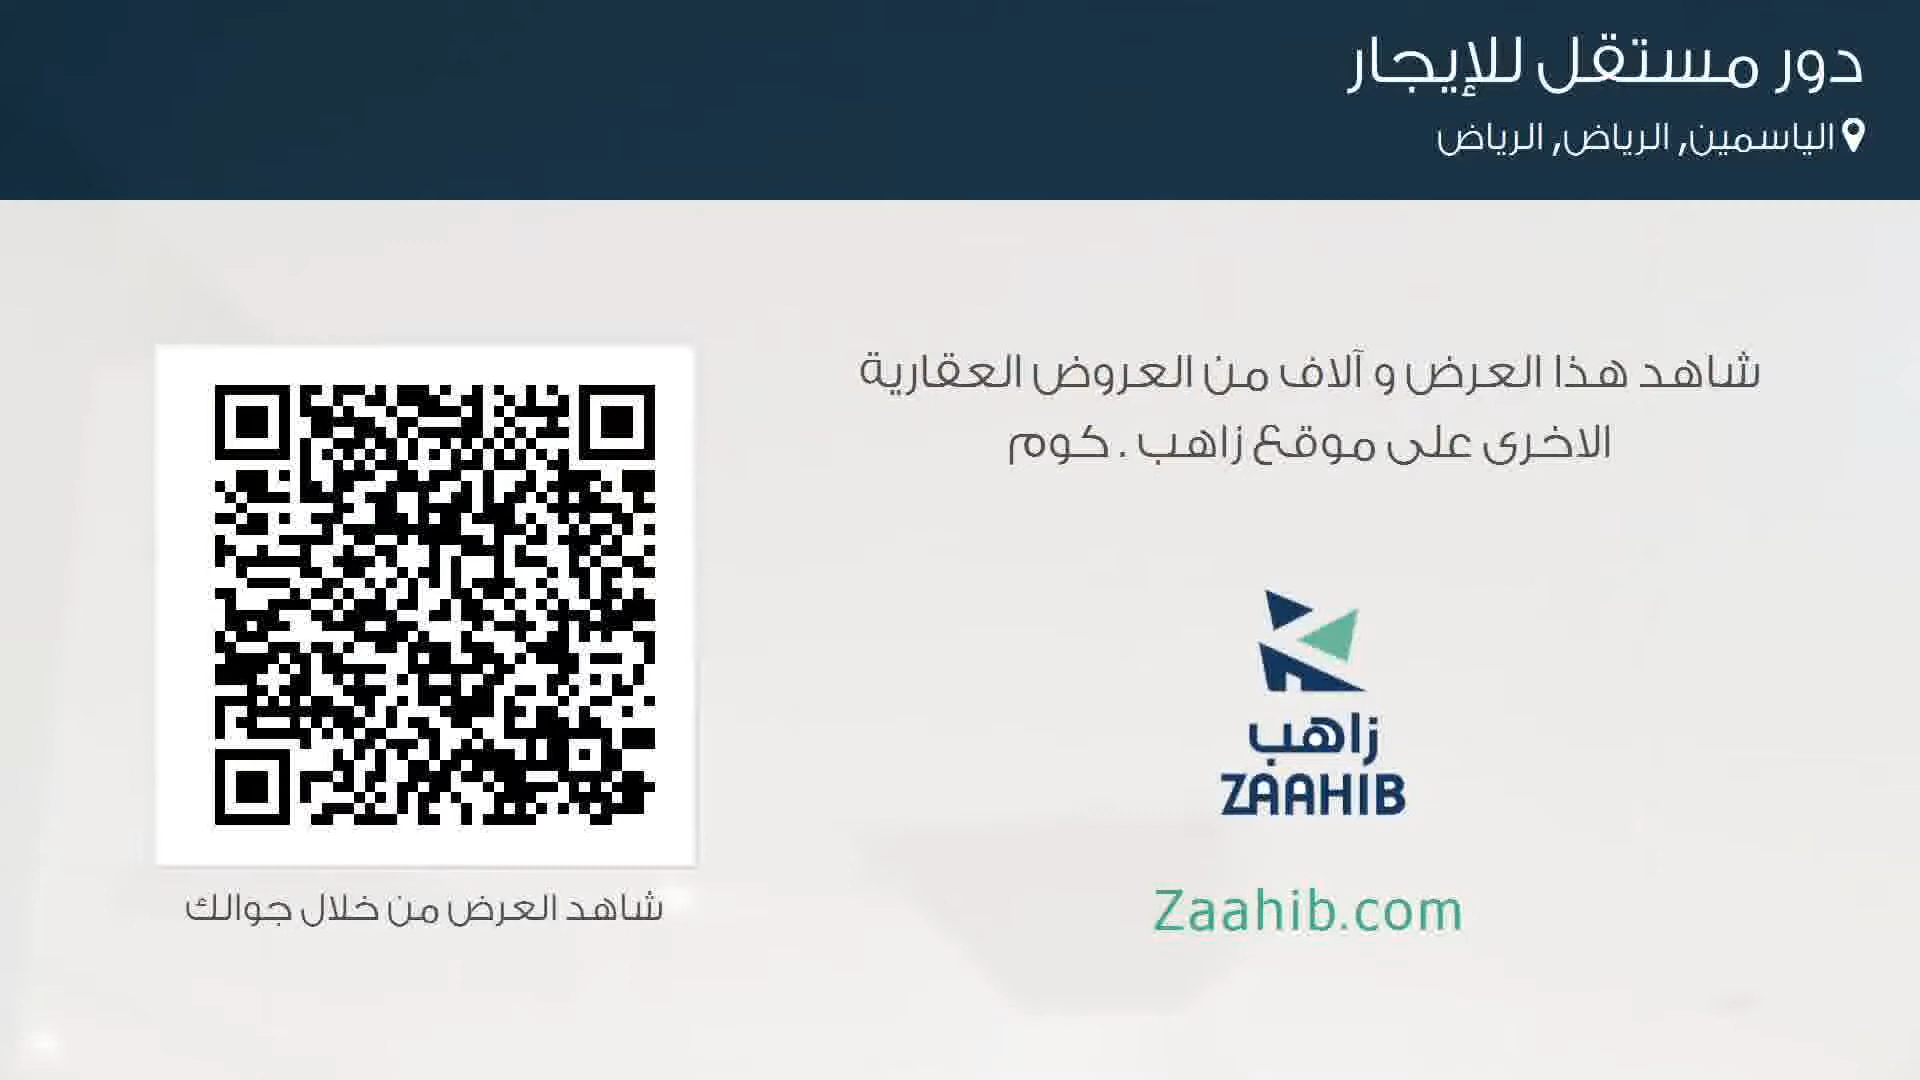 دور مستقل للإيجار
الياسمين, الرياض, الرياض
شاهد هذا العرض و آلاف من العروض العقارية
الاخرى على موقع زاهب . كوم
زاهب
ZAAHIB
Zaahib.com
شاهد العرض من خلال جوالك